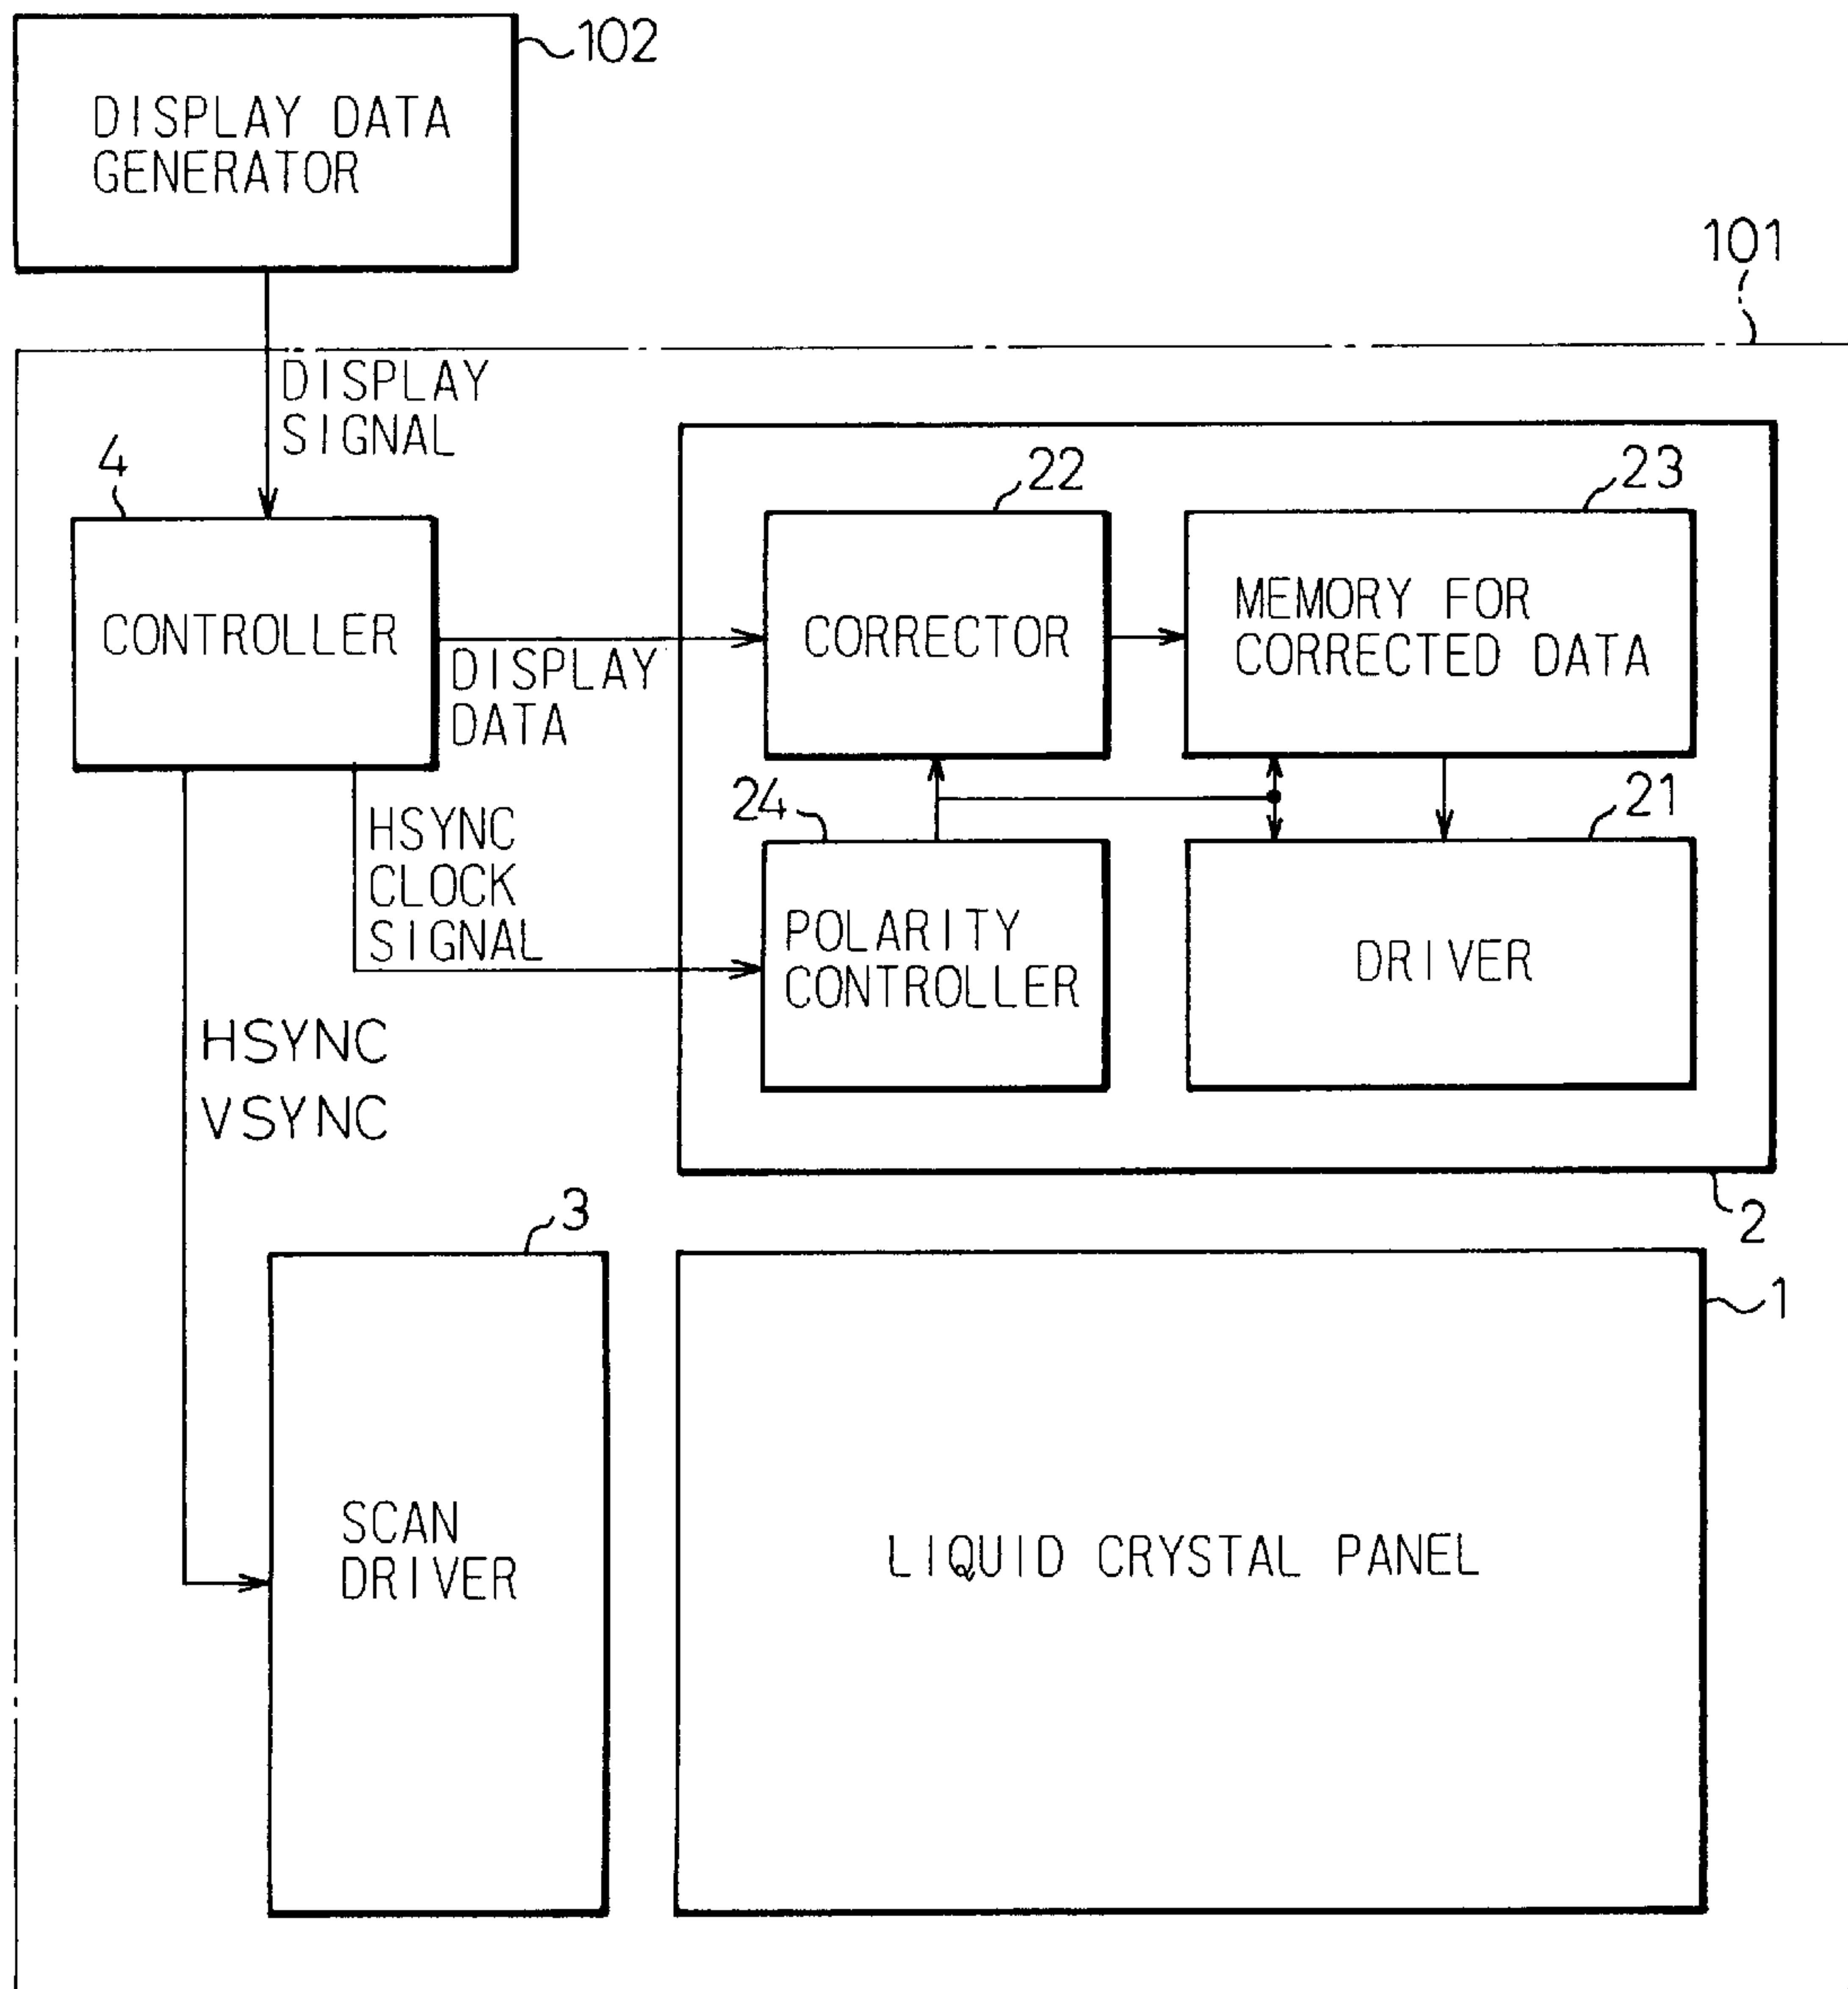 102
DISPLAY DATA
GENERATOR
101
DISPLAY
SIGNAL
4
22
23
CONTROLLER
CORRECTOR
MEMORY FOR
CORRECTED DATA
DISPLAY
DATA
24
21
HSYNC
CLOCK
SIGNAL
POLARITY
CONTROLLER
DRIVER
HSYNC
VSYNC
2
3
1
SCAN
DRIVER
LIQUID CRYSTAL PANEL